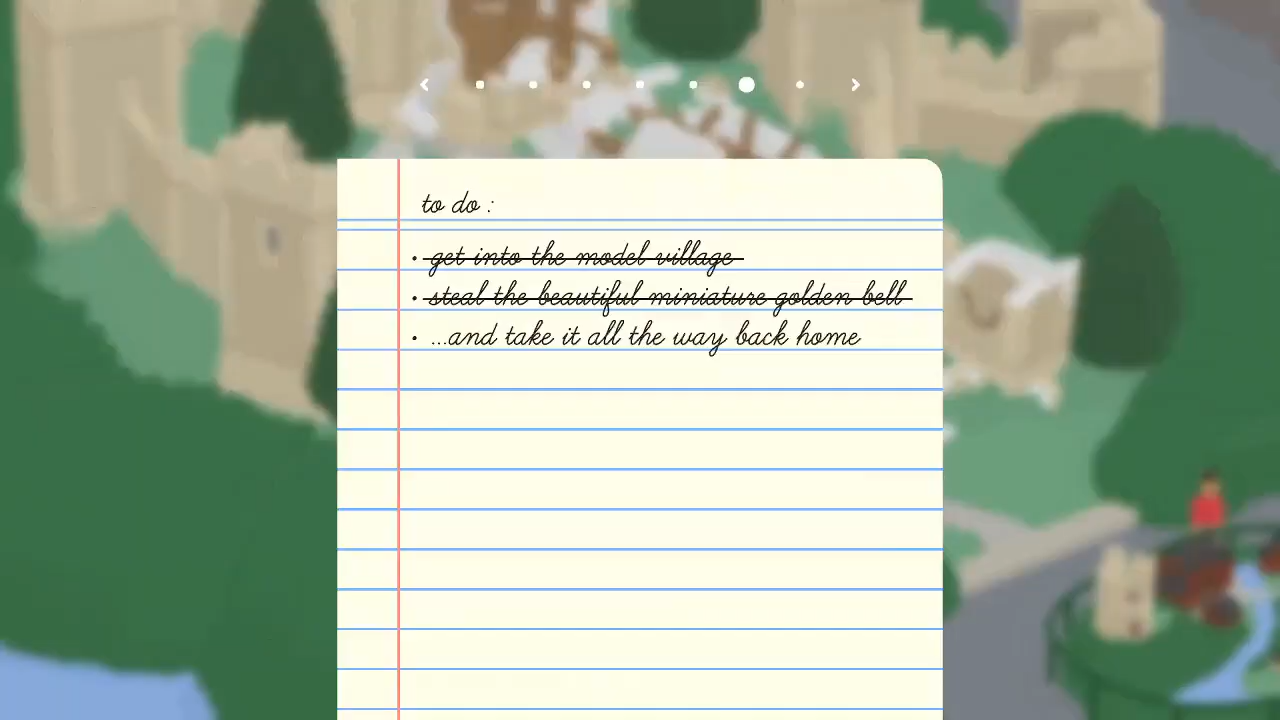 to do :
• get into the model village
• steal the beautiful miniature golden bell
• ...and take it all the way back home